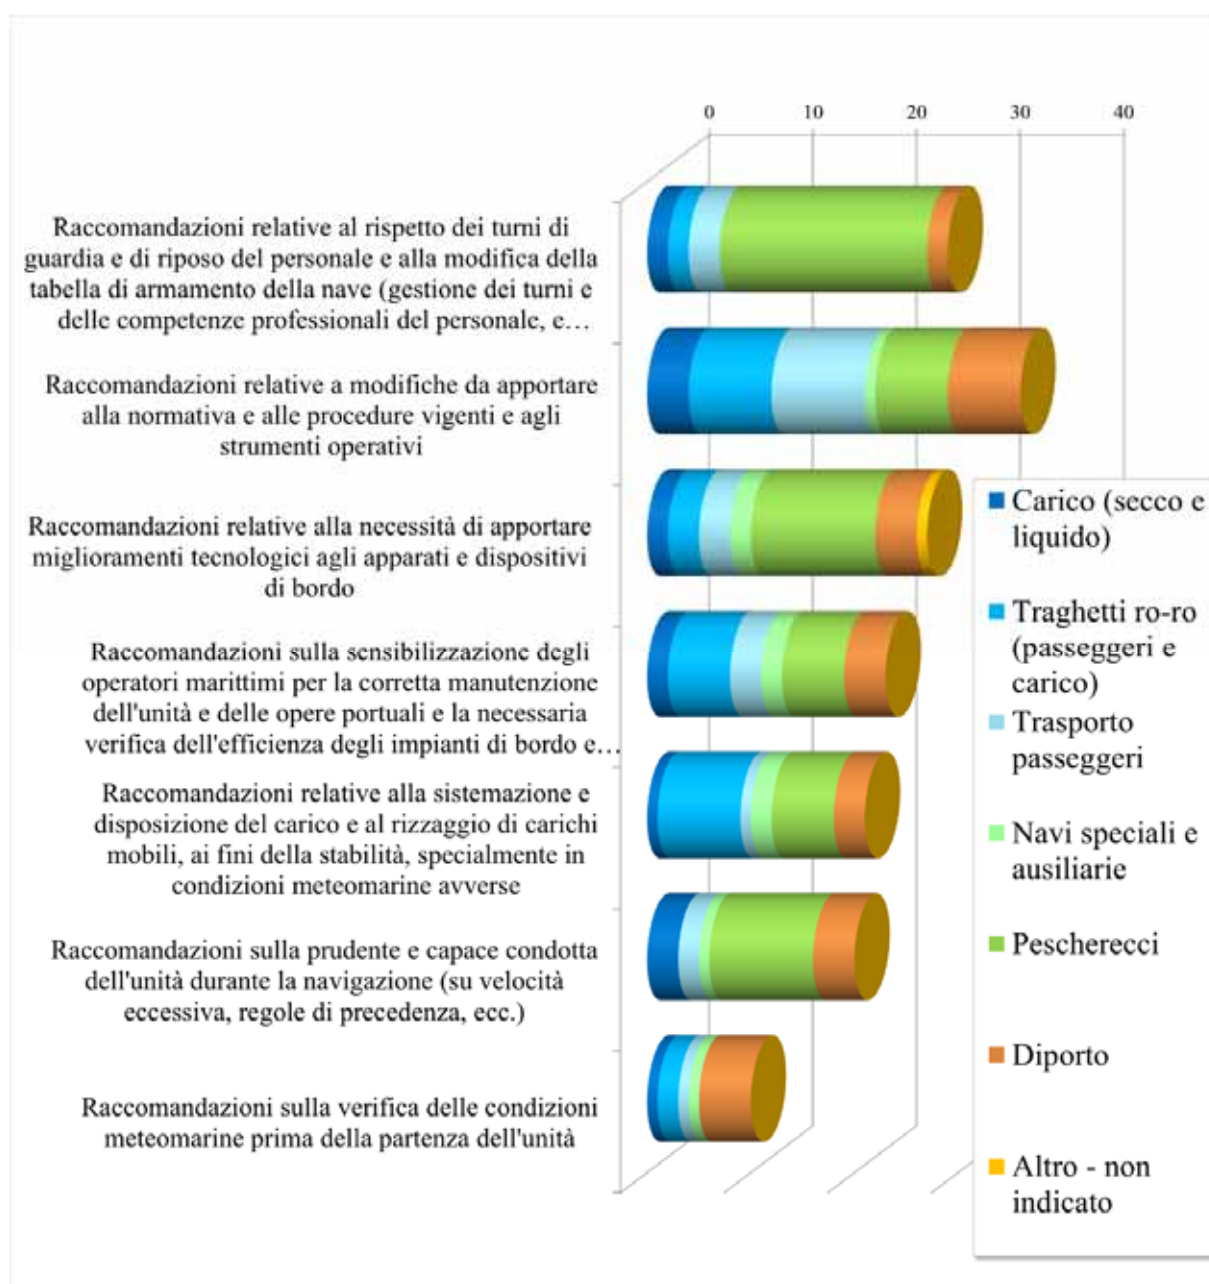 0 10 20 30 40
Raccomandazioni relative al rispetto dei turni di
guardia e di riposo del personale e alla modifica della
tabella di armamento della nave (gestione dei turni e
delle competenze professionali del personale, e…
Raccomandazioni relative a modifiche da apportare
alla normativa e alle procedure vigenti e agli
strumenti operativi
Raccomandazioni relative alla necessità di apportare
miglioramenti tecnologici agli apparati e dispositivi
di bordo
Raccomandazioni sulla sensibilizzazione degli
operatori marittimi per la corretta manutenzione
dell'unità e delle opere portuali e la necessaria
verifica dell'efficienza degli impianti di bordo e…
Raccomandazioni relative alla sistemazione e
disposizione del carico e al rizzaggio di carichi
mobili, ai fini della stabilità, specialmente in
condizioni meteomarine avverse
Raccomandazioni sulla prudente e capace condotta
dell'unità durante la navigazione (su velocità
eccessiva, regole di precedenza, ecc.)
Raccomandazioni sulla verifica delle condizioni
meteomarine prima della partenza dell'unità
Carico (secco e
liquido)
Traghetti ro-ro
(passeggeri e
carico)
Trasporto
passeggeri
Navi speciali e
ausiliarie
Pescherecci
Diporto
Altro - non
indicato